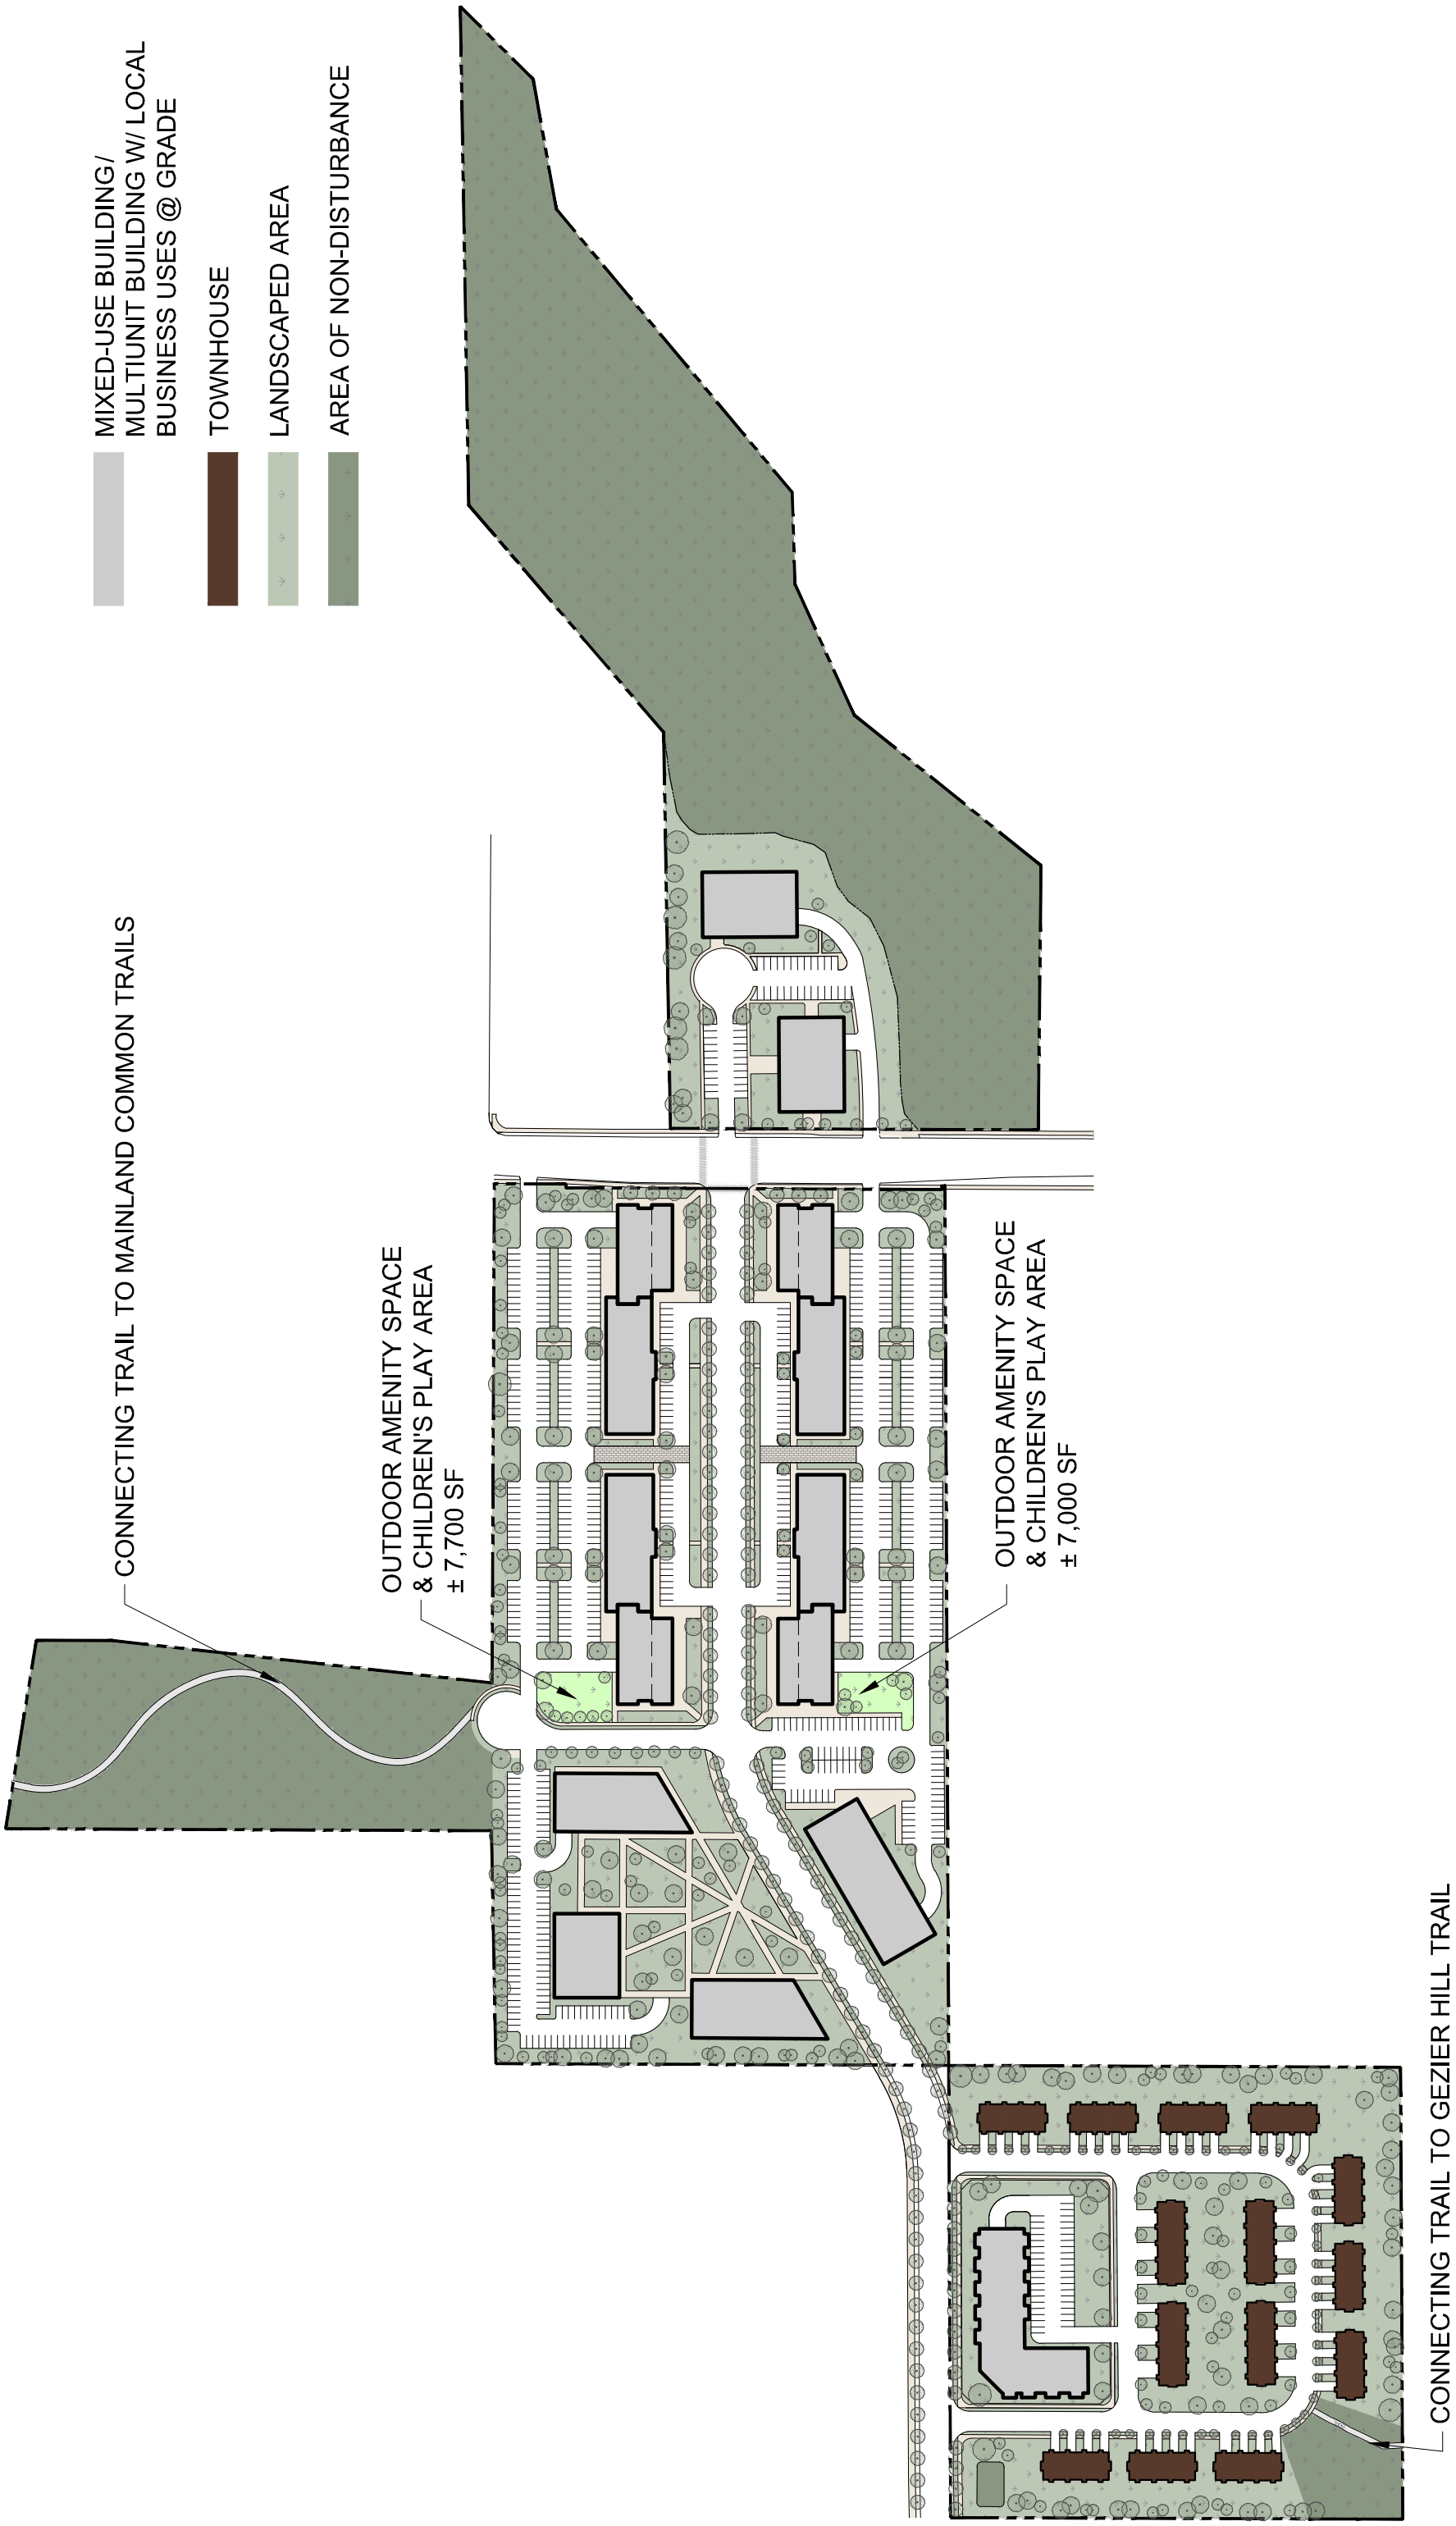 MIXED-USE BUILDING/
MULTIUNIT BUILDING W/ LOCAL
BUSINESS USES @ GRADE
TOWNHOUSE
LANDSCAPED AREA
AREA OF NON-DISTURBANCE
CONNECTING TRAIL TO MAINLAND COMMON TRAILS
OUTDOOR AMENITY SPACE
& CHILDREN'S PLAY AREA
± 7,700 SF
OUTDOOR AMENITY SPACE
& CHILDREN'S PLAY AREA
± 7,000 SF
CONNECTING TRAIL TO GEZIER HILL TRAIL